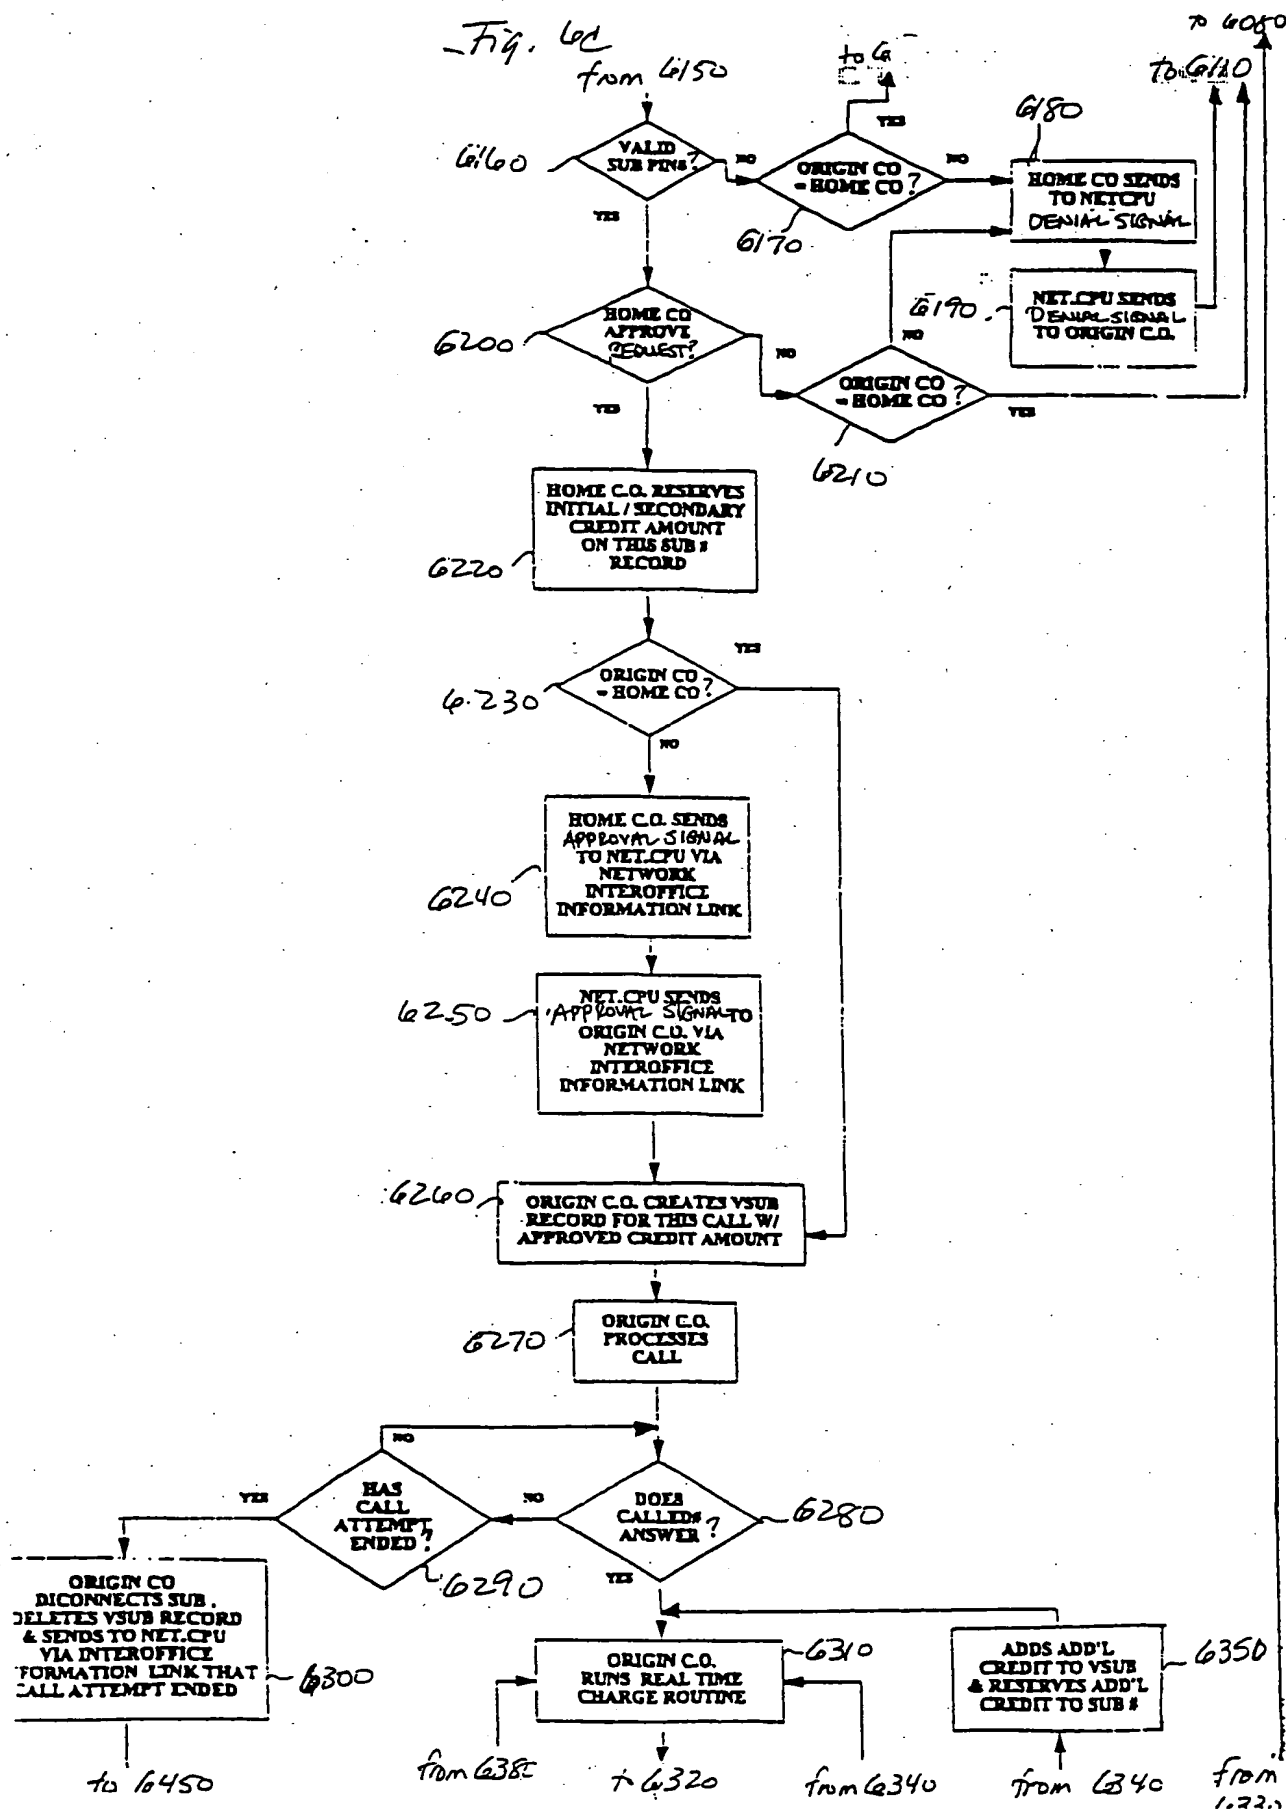 to 6080
Fig. 6d
from 6150
to 6
to 6110
6160
VALID
SUB PINS?
NO
YES
YES
ORIGIN CO
= HOME CO ?
6170
NO
6180
HOME CO SENDS
TO NETCPU
DENIAL SIGNAL
6190
NET.CPU SENDS
DENIAL SIGNAL
TO ORIGIN C.O.
6200
HOME CO
APPROVE
REQUEST?
NO
YES
NO
ORIGIN CO
= HOME CO ?
YES
6210
6220
HOME C.O. RESERVES
INITIAL / SECONDARY
CREDIT AMOUNT
ON THIS SUB #
RECORD
6230
ORIGIN CO
= HOME CO ?
YES
NO
6240
HOME C.O. SENDS
APPROVAL SIGNAL
TO NET.CPU VIA
NETWORK
INTEROFFICE
INFORMATION LINK
6250
NET.CPU SENDS
APPROVAL SIGNAL TO
ORIGIN C.O. VIA
NETWORK
INTEROFFICE
INFORMATION LINK
6260
ORIGIN C.O. CREATES VSUB
RECORD FOR THIS CALL W/
APPROVED CREDIT AMOUNT
6270
ORIGIN C.O.
PROCESSES
CALL
NO
YES
HAS
CALL
ATTEMPT
ENDED ?
6290
NO
DOES
CALLED#
ANSWER ?
6280
YES
ORIGIN CO
DICONNECTS SUB .
DELETES VSUB RECORD
& SENDS TO NET.CPU
VIA INTEROFFICE
FORMATION LINK THAT
CALL ATTEMPT ENDED
6300
to 6450
ORIGIN C.O.
RUNS REAL TIME
CHARGE ROUTINE
6310
from 638
to 6320
from 6340
ADDS ADD'L
CREDIT TO VSUB
& RESERVES ADD'L
CREDIT TO SUB #
6350
from 6340
from